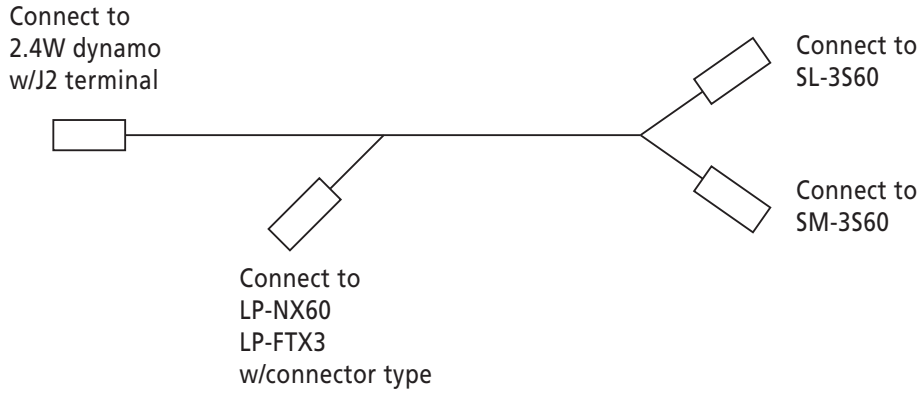 Connect to
2.4W dynamo
w/J2 terminal
Connect to
SL-3S60
Connect to
SM-3S60
Connect to
LP-NX60
LP-FTX3
w/connector type